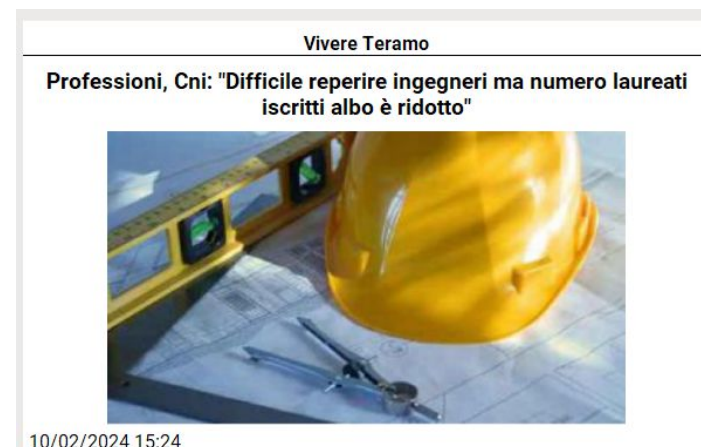 Vivere Teramo
Professioni, Cni: "Difficile reperire ingegneri ma numero laureati
iscritti albo è ridotto"
10/02/2024 15:24